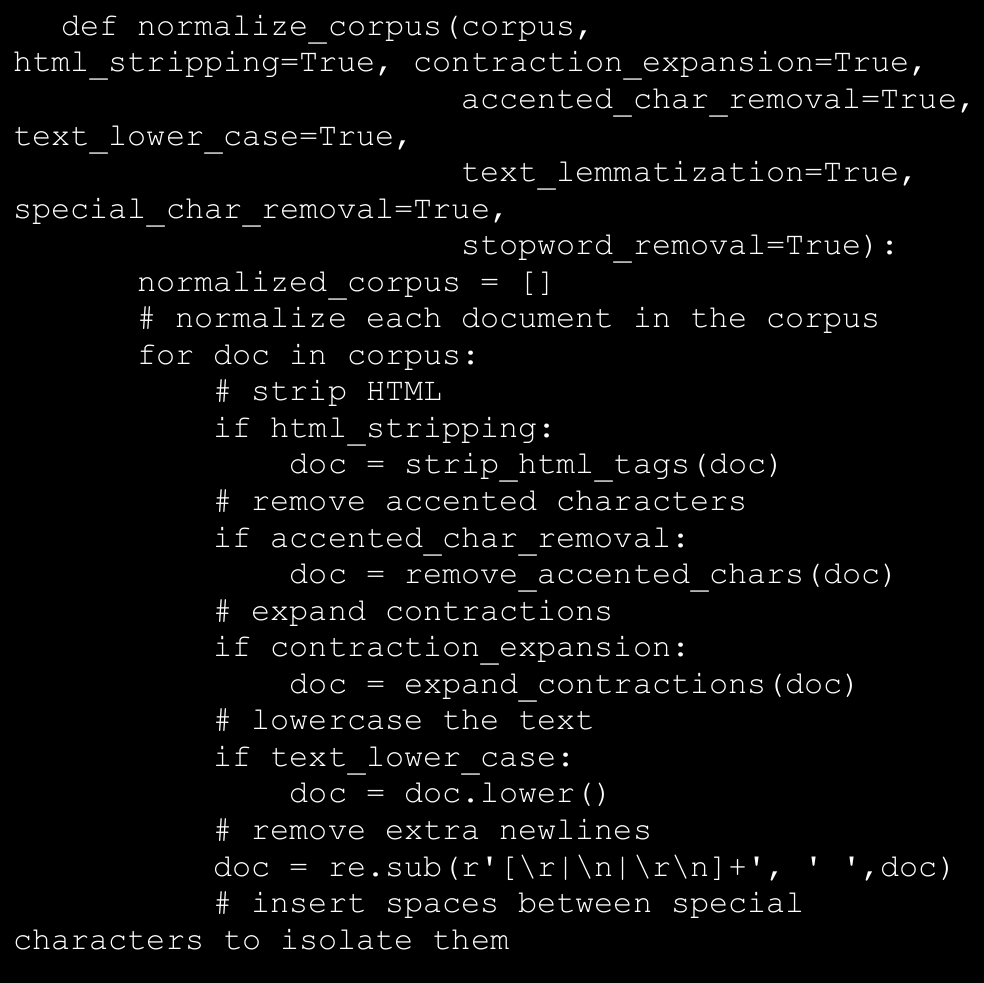 def normalize_corpus(corpus,
html_stripping=True, contraction_expansion=True,
accented_char_removal=True,
text_lower_case=True,
text_lemmatization=True,
special_char_removal=True,
stopword_removal=True):
normalized_corpus = []
# normalize each document in the corpus
for doc in corpus:
# strip HTML
if html_stripping:
doc = strip_html_tags(doc)
# remove accented characters
if accented_char_removal:
doc = remove_accented_chars(doc)
# expand contractions
if contraction_expansion:
doc = expand_contractions(doc)
# lowercase the text
if text_lower_case:
doc = doc.lower()
# remove extra newlines
doc = re.sub(r'[\r|\n|\r\n]+', ' ',doc)
# insert spaces between special
characters to isolate them